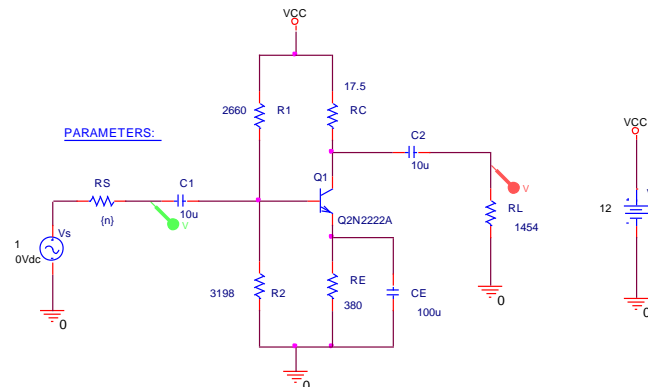 VCC
17.5
2660 R1 RC
VCC
PARAMETERS:
C2
RS C1 10u
Q1
V
{n} 10u V
Q2N2222A RL
12
1 Vs 1454
0Vdc
RE
3198 R2 CE
380
100u
0 0 0
0